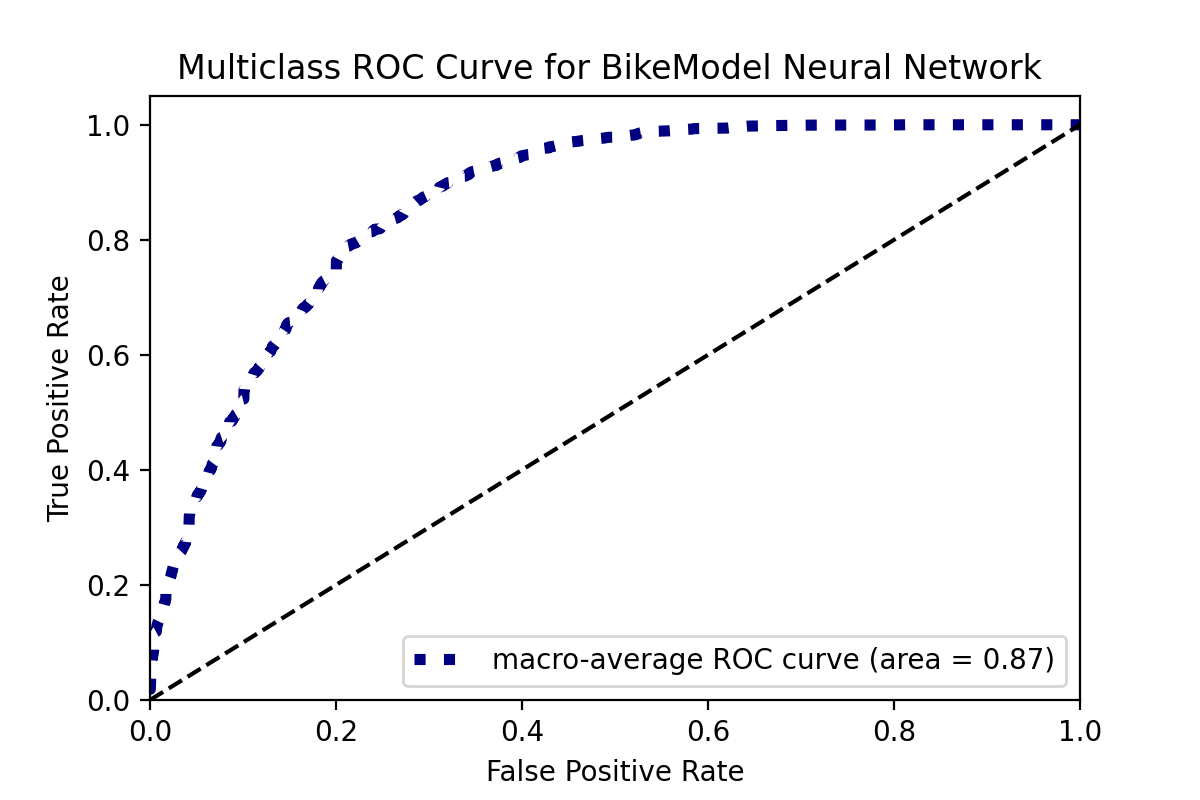 Multiclass ROC Curve for BikeModel Neural Network
True Positive Rate
1.0
0.8
0.6
0.4
0.2
0.0
macro-average ROC curve (area = 0.87)
0.0 0.2 0.4 0.6 0.8 1.0
False Positive Rate